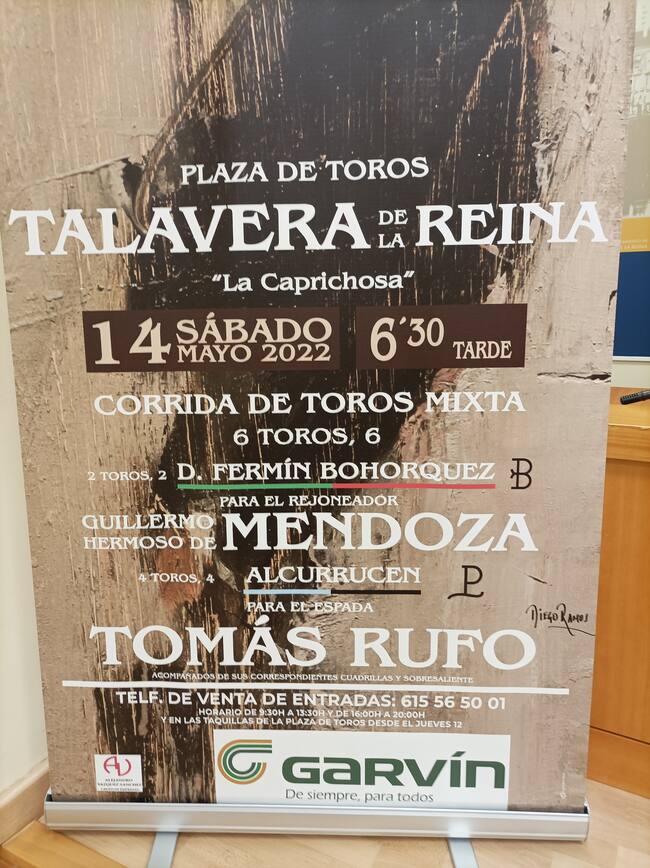 PLAZA DE TOROS
TALAVERA DE LA REINA
"La Caprichosa"
14 SÁBADO MAYO 2022 6'30 TARDE
CORRIDA DE TOROS MIXTA
6 TOROS, 6
2 TOROS, 2 D. FERMÍN BOHORQUEZ B
PARA EL REJONEADOR
GUILLERMO HERMOSO DE MENDOZA
4 TOROS, 4 ALCURRUCEN
PARA EL ESPADA
DIEGO RAMOS
TOMÁS RUFO
ACOMPAÑADOS DE SUS CORRESPONDIENTES CUADRILLAS Y SOBRESALIENTE
TELF. DE VENTA DE ENTRADAS: 615 56 50 01
HORARIO DE 9:30H A 13:30H Y DE 16:00H A 20:00H
Y EN LAS TAQUILLAS DE LA PLAZA DE TOROS DESDE EL JUEVES 12
GARVÍN
De siempre, para todos